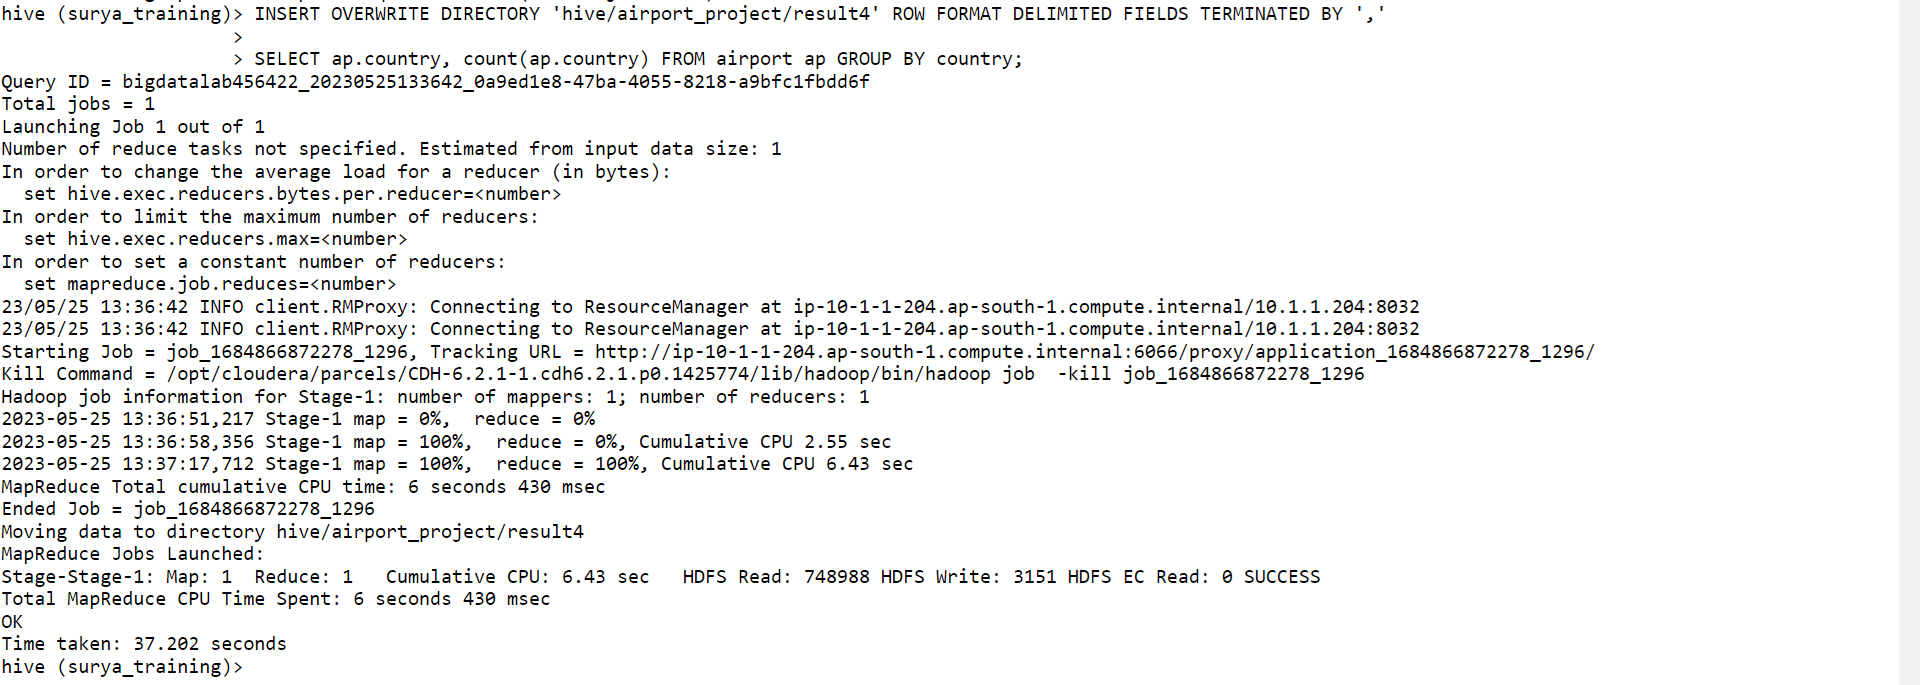 hive (surya_training)> INSERT OVERWRITE DIRECTORY 'hive/airport_project/result4' ROW FORMAT DELIMITED FIELDS TERMINATED BY ','
>
> SELECT ap.country, count(ap.country) FROM airport ap GROUP BY country;
Query ID = bigdatalab456422_20230525133642_0a9ed1e8-47ba-4055-8218-a9bfc1fbdd6f
Total jobs = 1
Launching Job 1 out of 1
Number of reduce tasks not specified. Estimated from input data size: 1
In order to change the average load for a reducer (in bytes):
  set hive.exec.reducers.bytes.per.reducer=<number>
In order to limit the maximum number of reducers:
  set hive.exec.reducers.max=<number>
In order to set a constant number of reducers:
  set mapreduce.job.reduces=<number>
23/05/25 13:36:42 INFO client.RMProxy: Connecting to ResourceManager at ip-10-1-1-204.ap-south-1.compute.internal/10.1.1.204:8032
23/05/25 13:36:42 INFO client.RMProxy: Connecting to ResourceManager at ip-10-1-1-204.ap-south-1.compute.internal/10.1.1.204:8032
Starting Job = job_1684866872278_1296, Tracking URL = http://ip-10-1-1-204.ap-south-1.compute.internal:6066/proxy/application_1684866872278_1296/
Kill Command = /opt/cloudera/parcels/CDH-6.2.1-1.cdh6.2.1.p0.1425774/lib/hadoop/bin/hadoop job  -kill job_1684866872278_1296
Hadoop job information for Stage-1: number of mappers: 1; number of reducers: 1
2023-05-25 13:36:51,217 Stage-1 map = 0%,  reduce = 0%
2023-05-25 13:36:58,356 Stage-1 map = 100%,  reduce = 0%, Cumulative CPU 2.55 sec
2023-05-25 13:37:17,712 Stage-1 map = 100%,  reduce = 100%, Cumulative CPU 6.43 sec
MapReduce Total cumulative CPU time: 6 seconds 430 msec
Ended Job = job_1684866872278_1296
Moving data to directory hive/airport_project/result4
MapReduce Jobs Launched:
Stage-Stage-1: Map: 1  Reduce: 1   Cumulative CPU: 6.43 sec   HDFS Read: 748988 HDFS Write: 3151 HDFS EC Read: 0 SUCCESS
Total MapReduce CPU Time Spent: 6 seconds 430 msec
OK
Time taken: 37.202 seconds
hive (surya_training)>